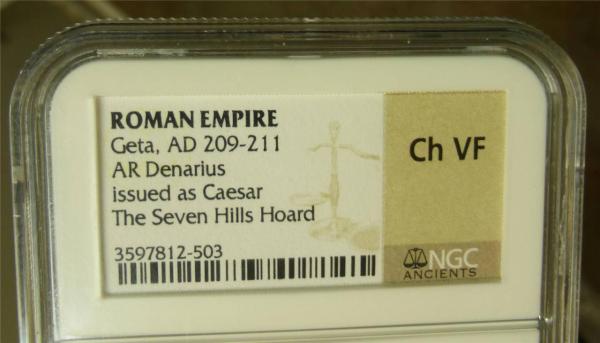 ROMAN EMPIRE
Geta, AD 209-211
AR Denarius
issued as Caesar
The Seven Hills Hoard
3597812-503
Ch VF
NGC
ANCIENTS